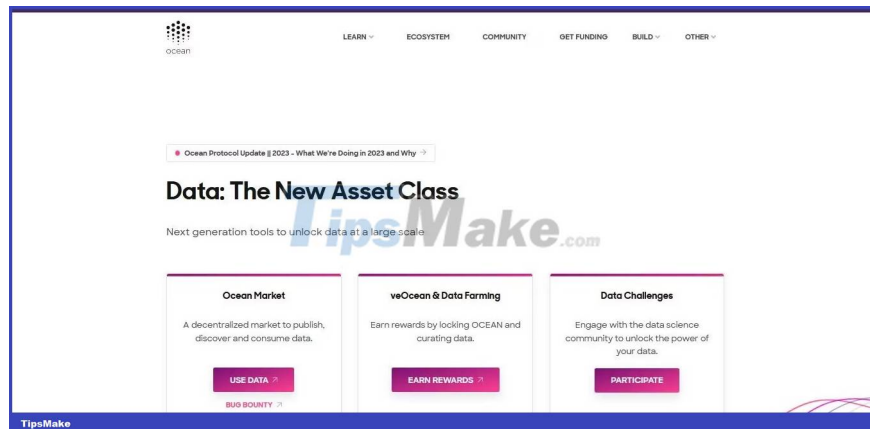 LEARN ECOSYSTEM COMMUNITY GET FUNDING BUILD OTHER
ocean
Ocean Protocol Update || 2023 - What We're Doing in 2023 and Why
Data: The New Asset Class
TipsMake.com
Next generation tools to unlock data at a large scale
Ocean Market
A decentralized market to publish,
discover and consume data.
USE DATA
BUG BOUNTY
veOcean & Data Farming
Earn rewards by locking OCEAN and
curating data.
EARN REWARDS
Data Challenges
Engage with the data science
community to unlock the power of
your data.
PARTICIPATE
TipsMake